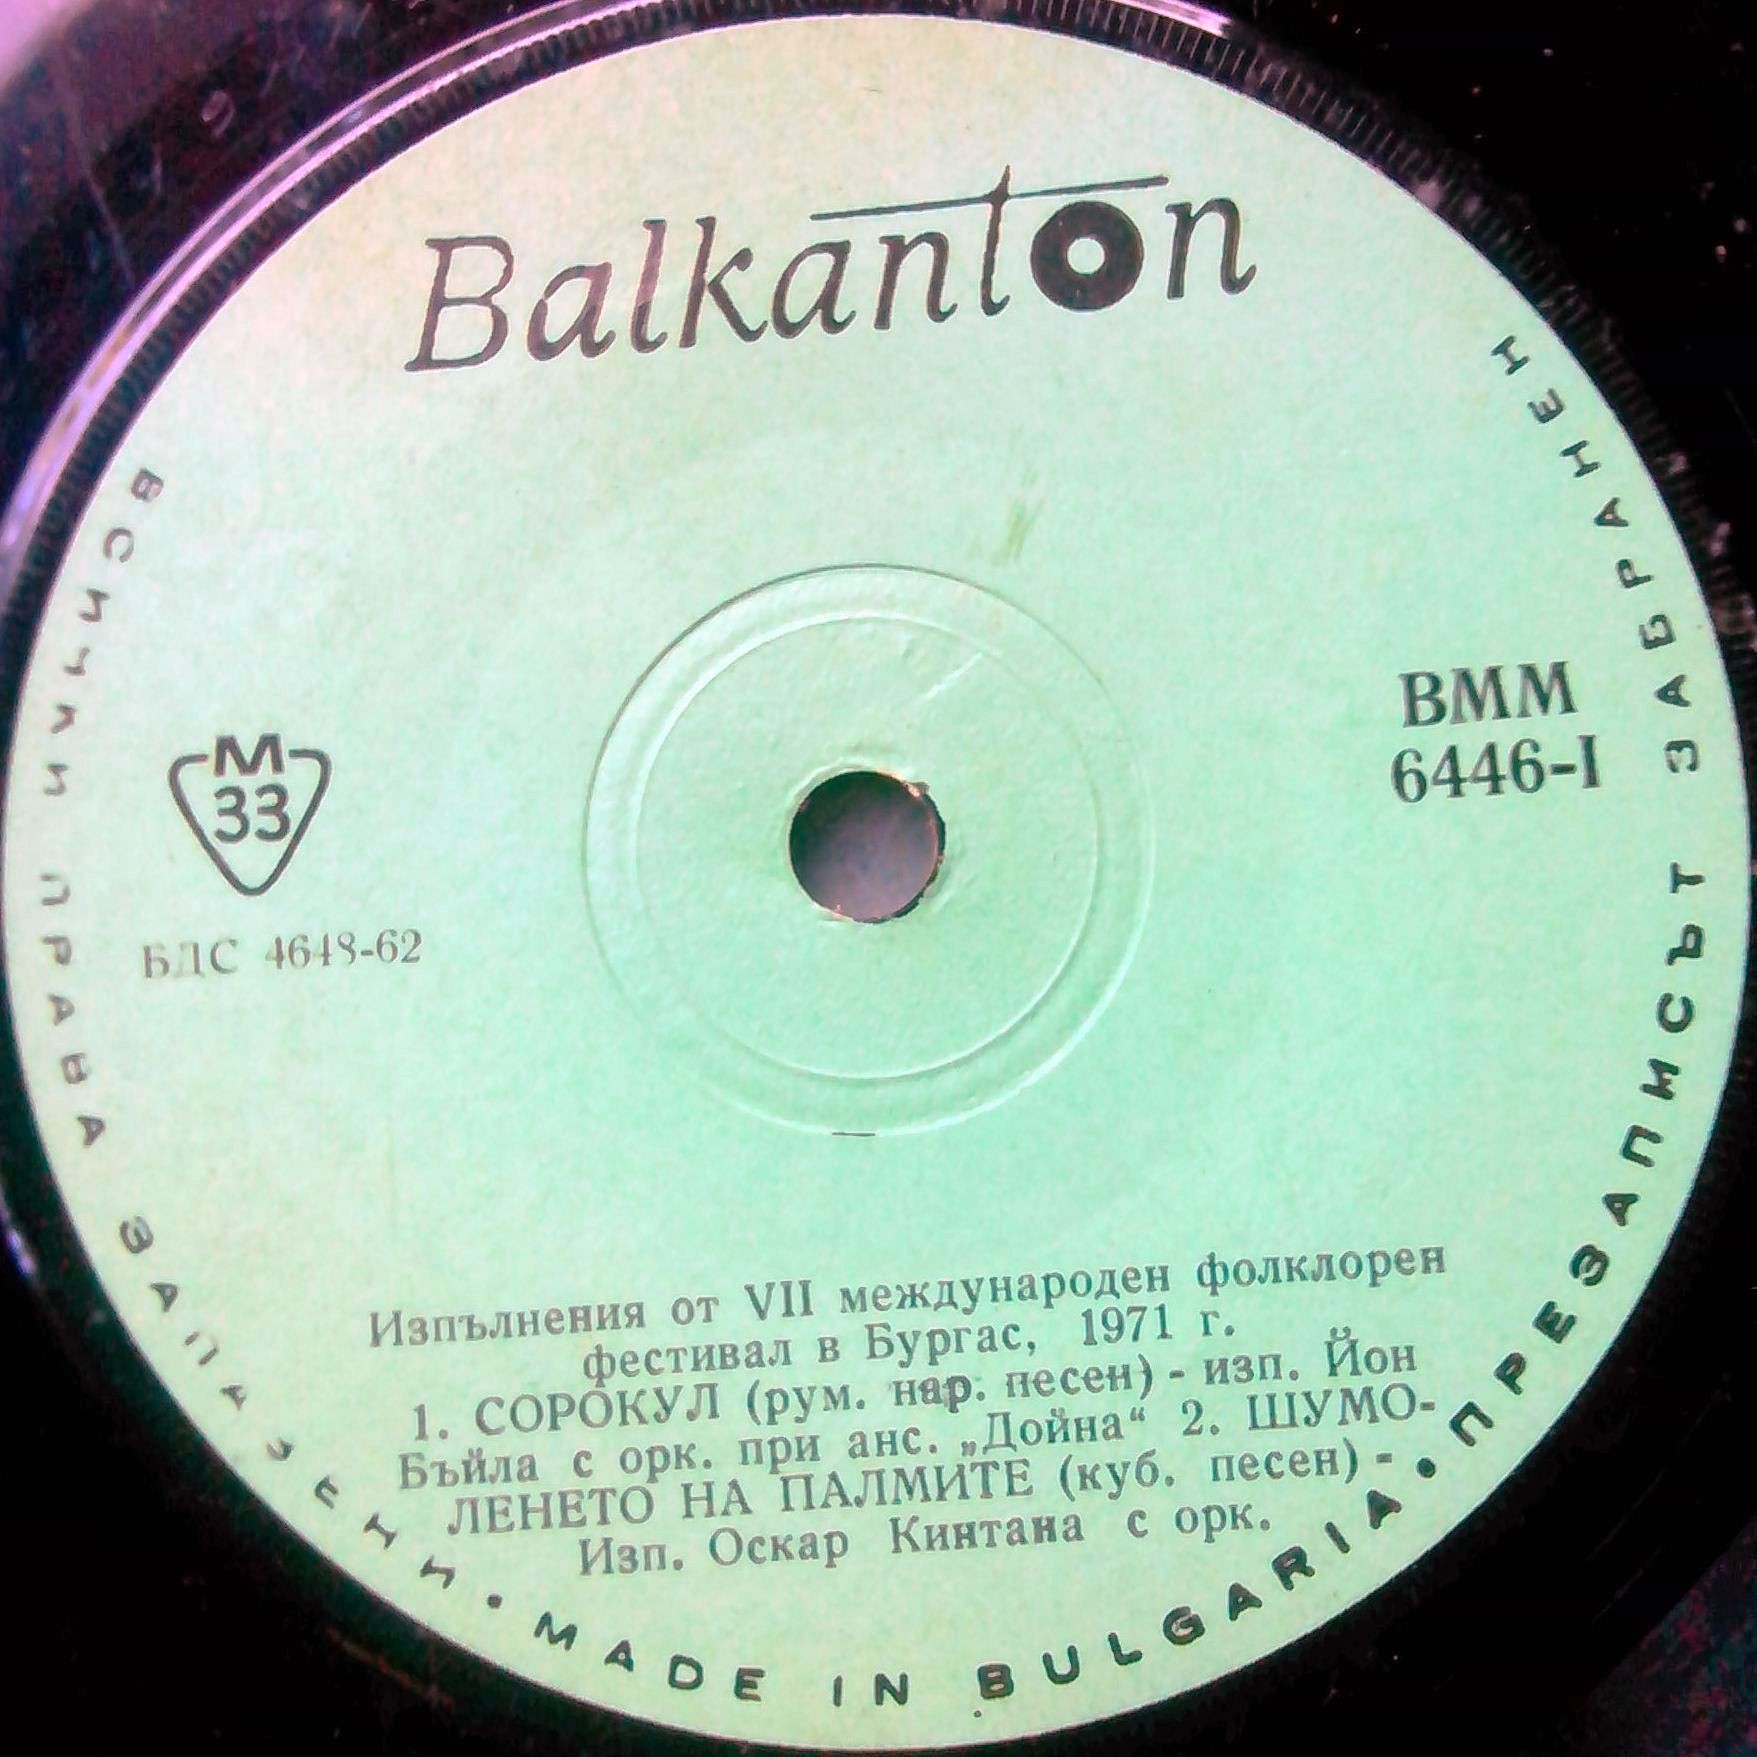 Balkanton
ВСИЧКИ ПРАВА ЗАПАЗЕНИ • MADE IN BULGARIA • ПРЕЗАПИСЪТ ЗАБРАНЕН
М
33
БДС 4648-62
ВММ
6446-I
Изпълнения от VII международен фолклорен
фестивал в Бургас, 1971 г.
1. СОРОКУЛ (рум. нар. песен) - изп. Йон
Бъйла с орк. при анс. „Дойна“ 2. ШУМО-
ЛЕНЕТО НА ПАЛМИТЕ (куб. песен) -
Изп. Оскар Кинтана с орк.